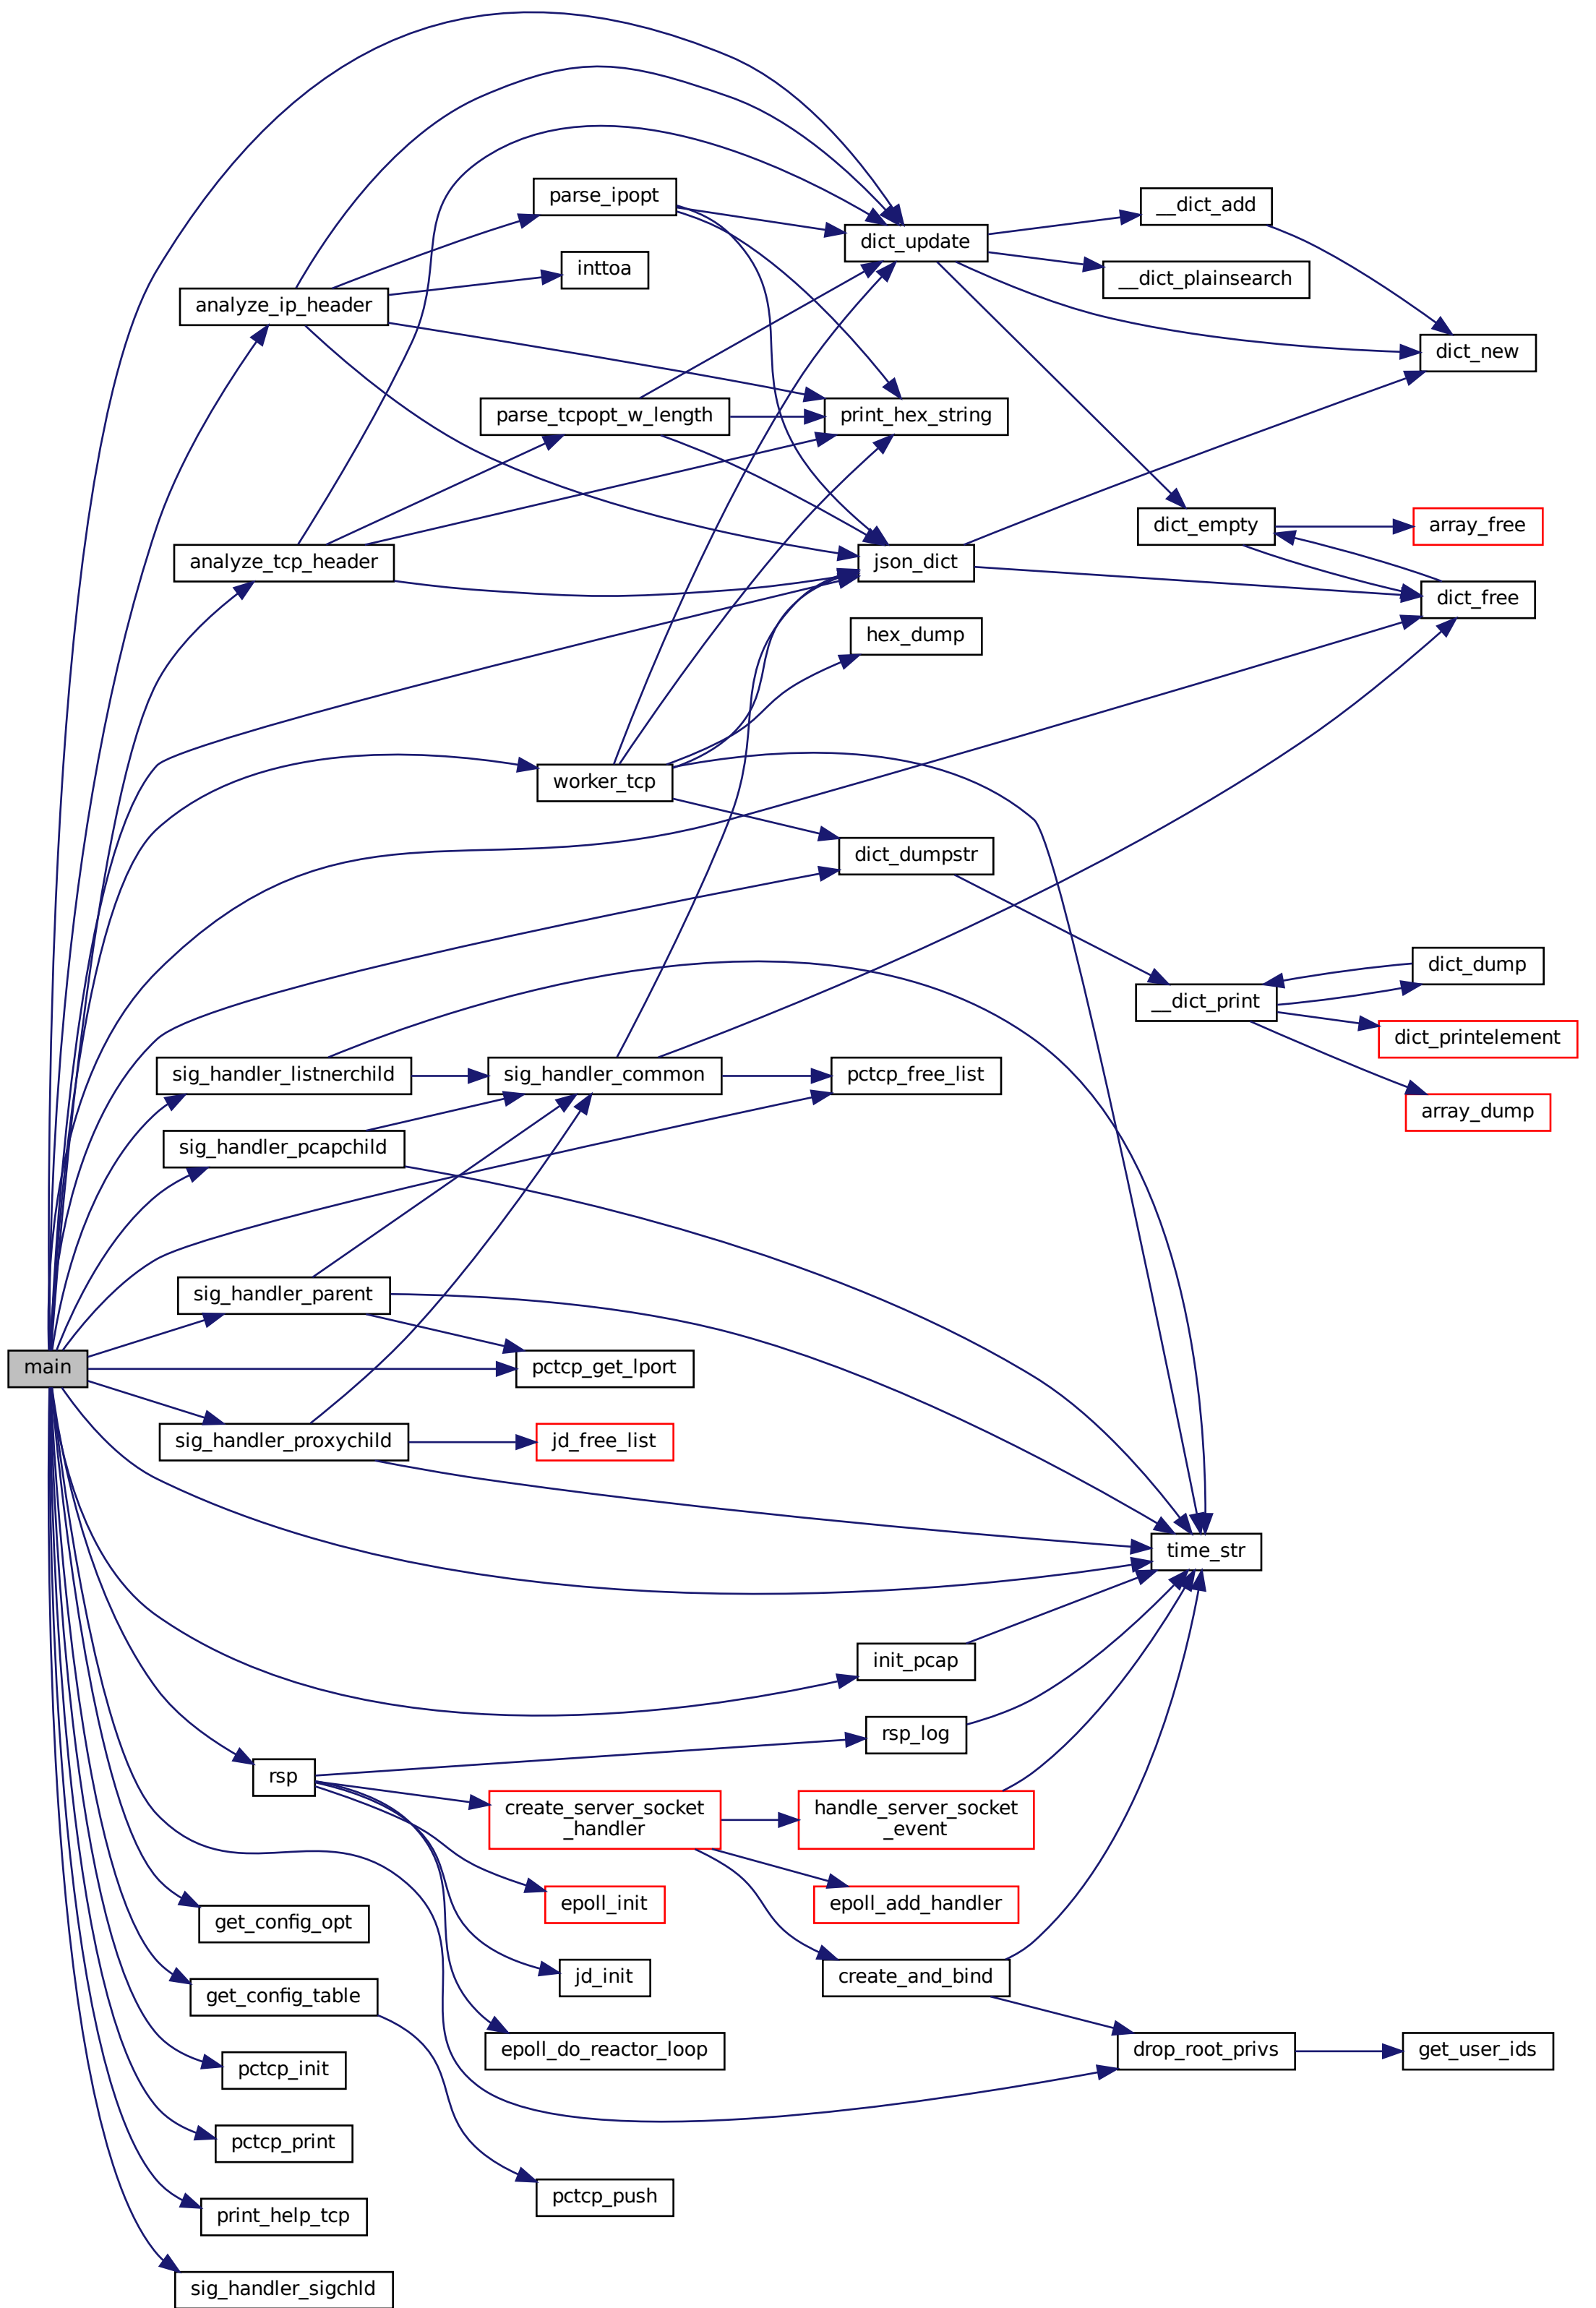 parse_ipopt
__dict_add
dict_update
inttoa
__dict_plainsearch
analyze_ip_header
dict_new
parse_tcpopt_w_length
print_hex_string
dict_empty
array_free
analyze_tcp_header
json_dict
dict_free
hex_dump
worker_tcp
dict_dumpstr
dict_dump
__dict_print
dict_printelement
sig_handler_listnerchild
sig_handler_common
pctcp_free_list
array_dump
sig_handler_pcapchild
sig_handler_parent
main
pctcp_get_lport
sig_handler_proxychild
jd_free_list
time_str
init_pcap
rsp_log
rsp
create_server_socket
_handler
handle_server_socket
_event
epoll_init
epoll_add_handler
get_config_opt
jd_init
create_and_bind
get_config_table
epoll_do_reactor_loop
drop_root_privs
get_user_ids
pctcp_init
pctcp_print
pctcp_push
print_help_tcp
sig_handler_sigchld